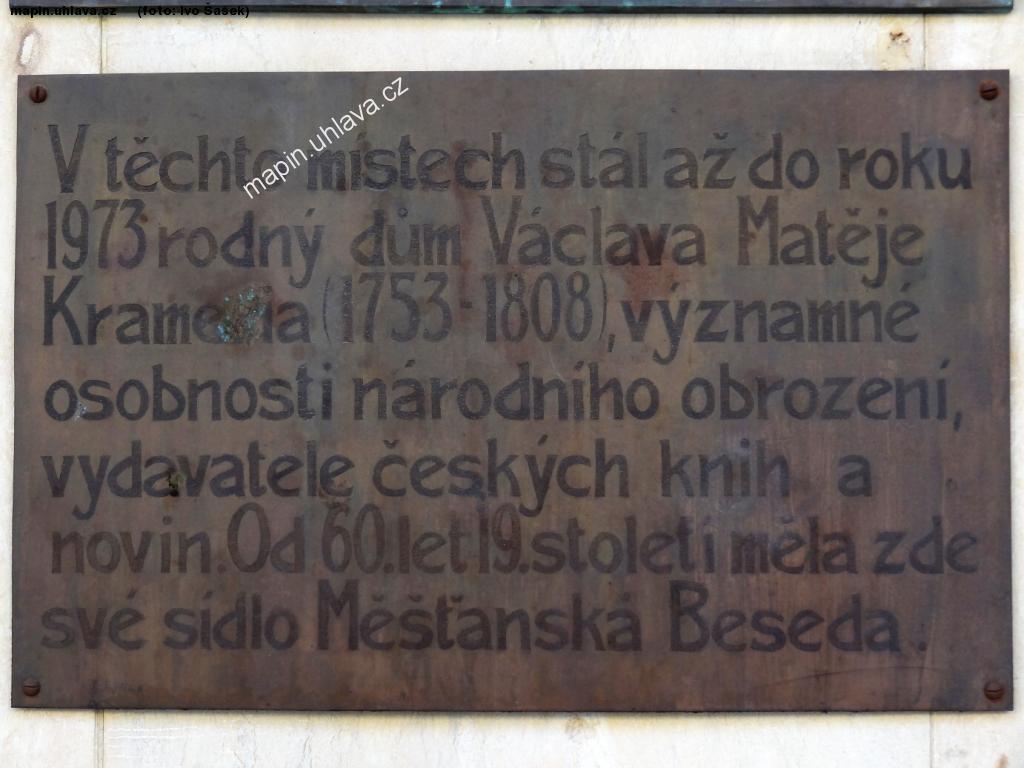 mapin.uhlava.cz (foto: Ivo Šašek)
mapin.uhlava.cz
V těchto místech stál až do roku
1973 rodný dům Václava Matěje
Krameria (1753-1808), významné
osobnosti národního obrození,
vydavatele českých knih a
novin. Od 60. let 19. století měla zde
své sídlo Měšťanská Beseda.